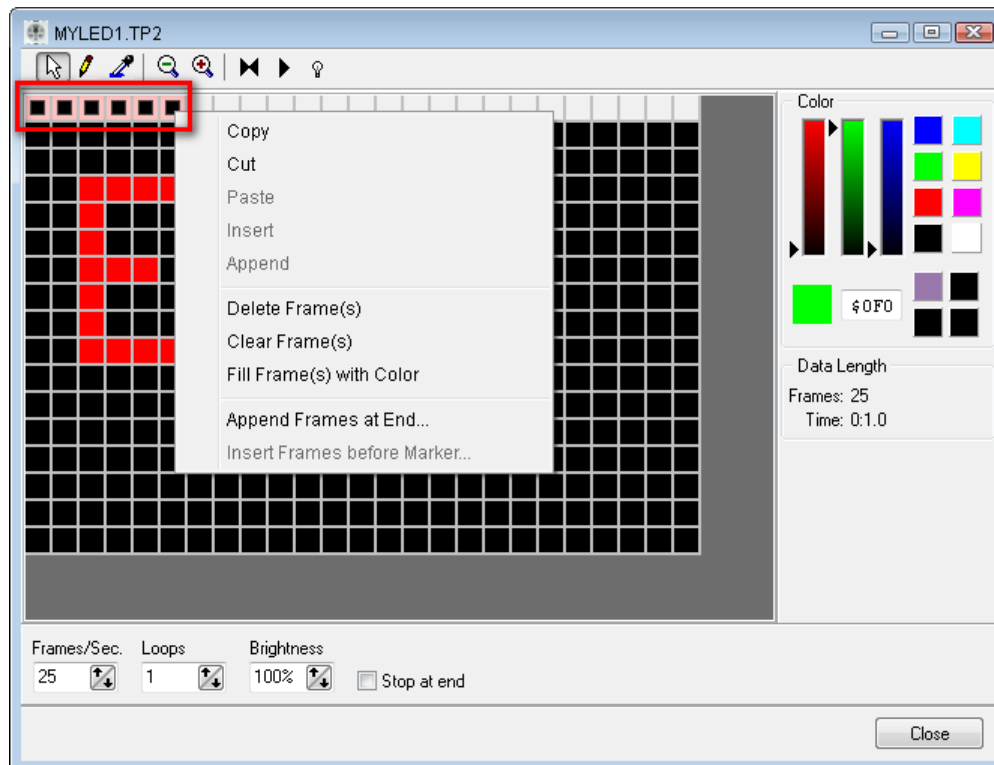 MYLED1.TP2
Copy
Cut
Paste
Insert
Append
Delete Frame(s)
Clear Frame(s)
Fill Frame(s) with Color
Append Frames at End...
Insert Frames before Marker...
Color
$0F0
Data Length
Frames: 25
Time: 0:1.0
Frames/Sec. Loops Brightness
25 1 100% Stop at end
Close